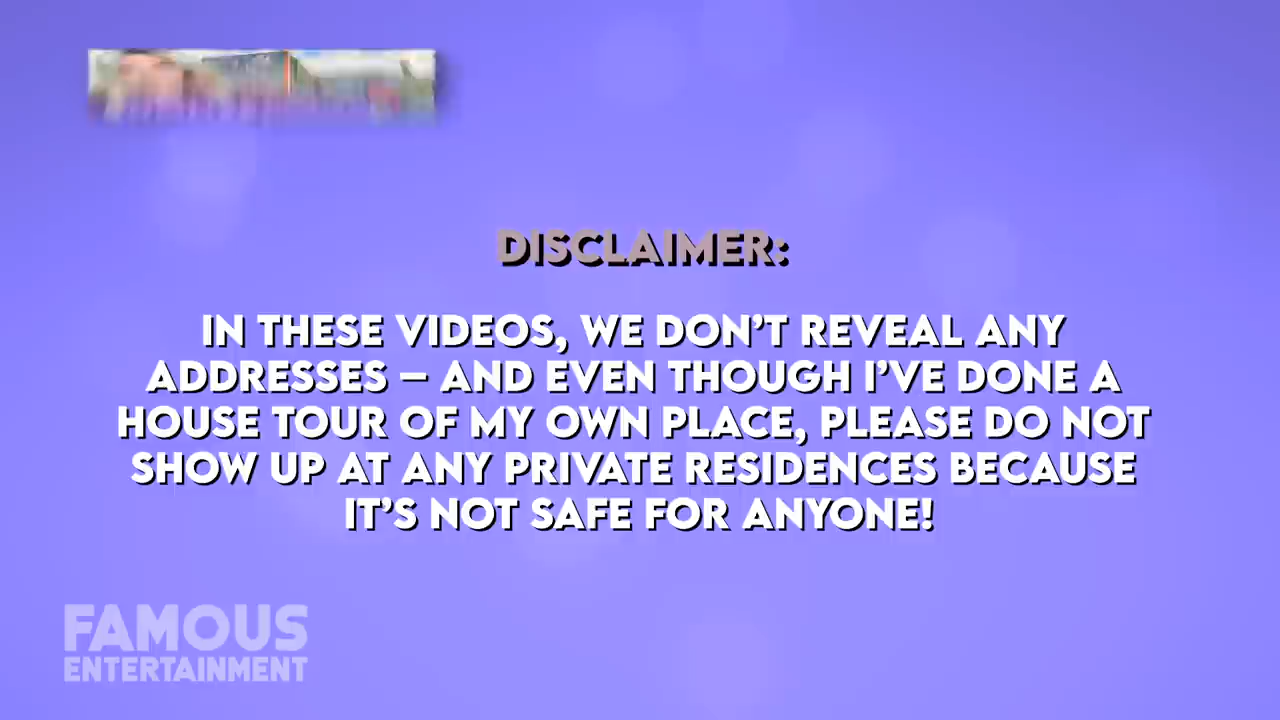 DISCLAIMER:
IN THESE VIDEOS, WE DON'T REVEAL ANY
ADDRESSES – AND EVEN THOUGH I'VE DONE A
HOUSE TOUR OF MY OWN PLACE, PLEASE DO NOT
SHOW UP AT ANY PRIVATE RESIDENCES BECAUSE
IT'S NOT SAFE FOR ANYONE!
FAMOUS
ENTERTAINMENT